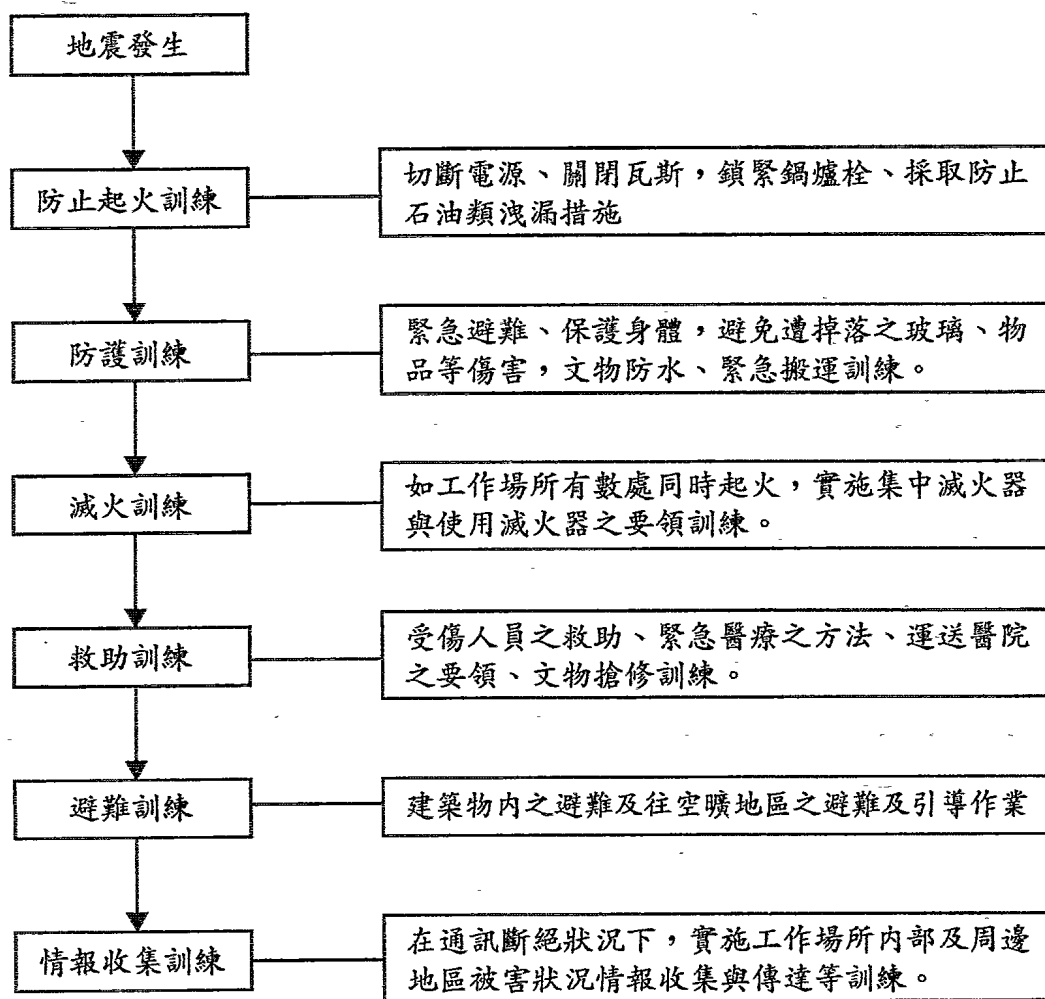 地震發生
防止起火訓練
切斷電源、關閉瓦斯，鎖緊鍋爐栓、採取防止
石油類洩漏措施
防護訓練
緊急避難、保護身體，避免遭掉落之玻璃、物
品等傷害，文物防水、緊急搬運訓練。
滅火訓練
如工作場所有數處同時起火，實施集中滅火器
與使用滅火器之要領訓練。
救助訓練
受傷人員之救助、緊急醫療之方法、運送醫院
之要領、文物搶修訓練。
避難訓練
建築物內之避難及往空曠地區之避難及引導作業
情報收集訓練
在通訊斷絕狀況下，實施工作場所內部及周邊
地區被害狀況情報收集與傳達等訓練。